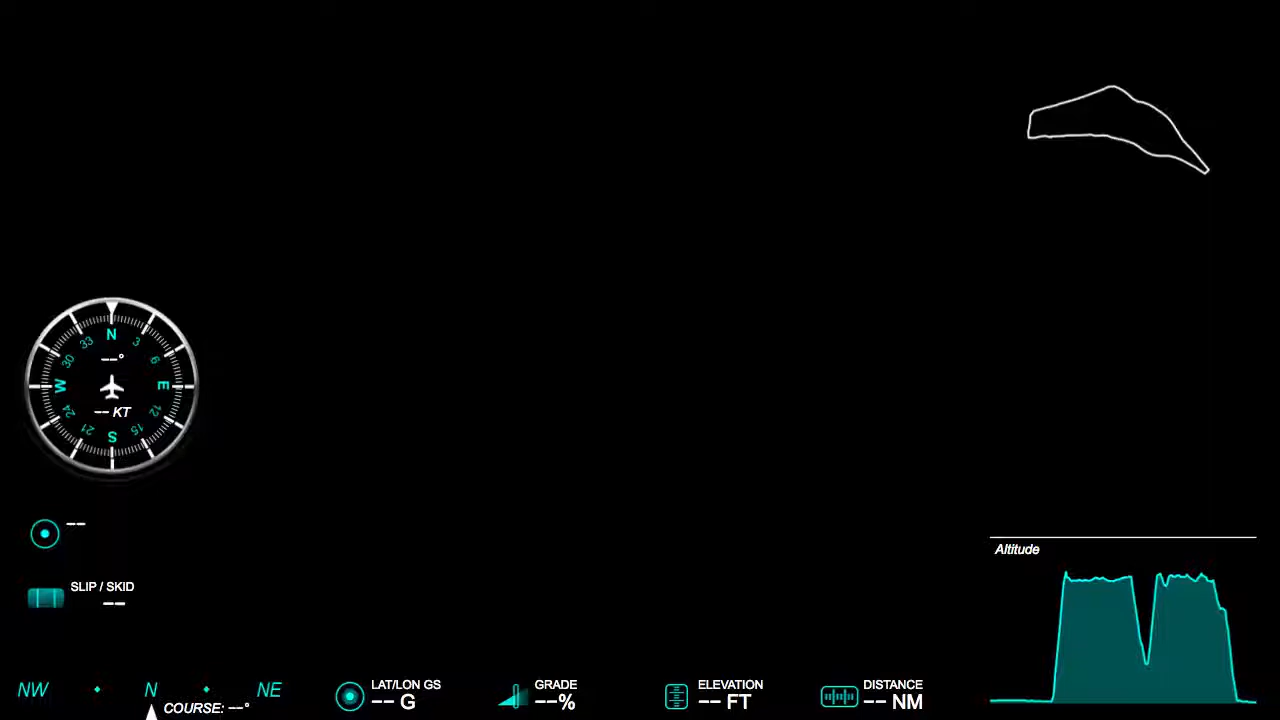 N
33
3
30
6
--°
W
E
-- KT
24
12
21
15
S
--
Altitude
SLIP / SKID
--
NW
N
NE
COURSE: --°
LAT/LON GS
-- G
GRADE
--%
ELEVATION
-- FT
DISTANCE
-- NM